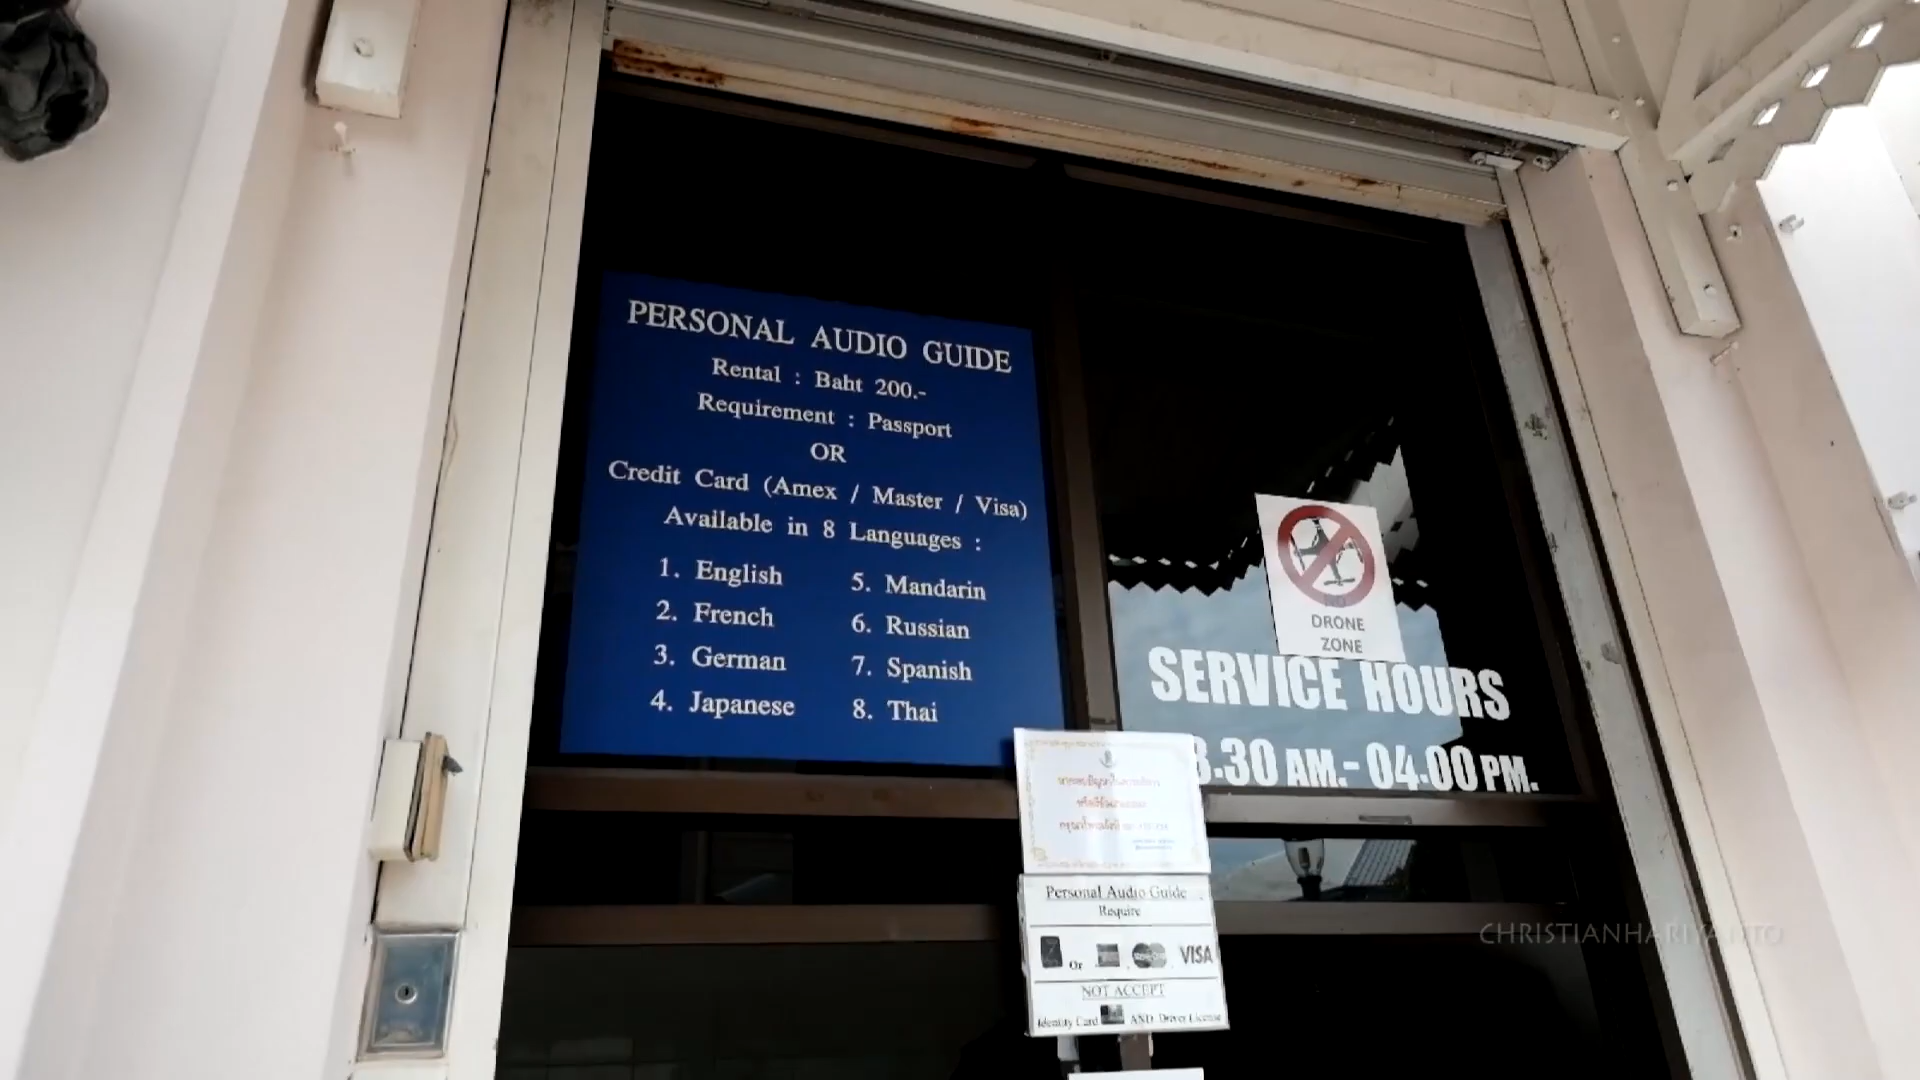 PERSONAL AUDIO GUIDE
Rental : Baht 200.-
Requirement : Passport
OR
Credit Card (Amex / Master / Visa)
Available in 8 Languages :
1. English
2. French
3. German
4. Japanese
5. Mandarin
6. Russian
7. Spanish
8. Thai
NO
DRONE
ZONE
SERVICE HOURS
.30 AM.- 04.00 PM.
Personal Audio Guide
Require
Or VISA
NOT ACCEPT
Identity Card AND Driver License
CHRISTIANHARIYANTO